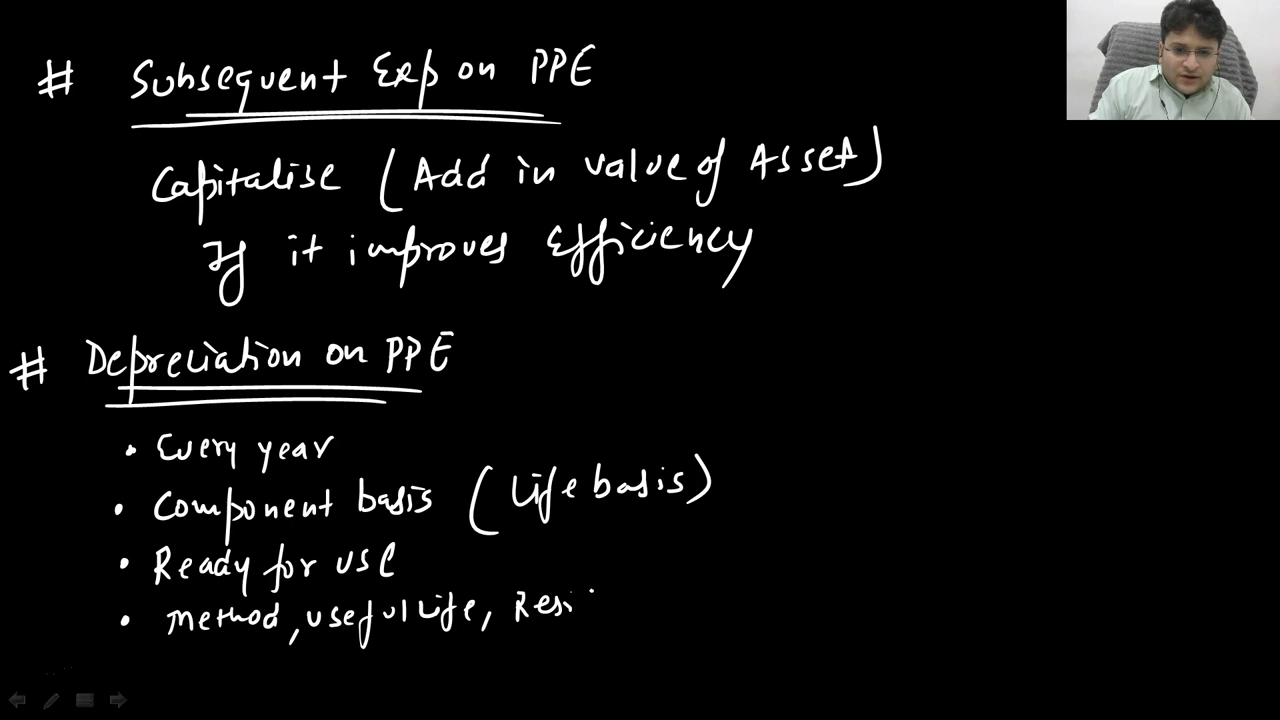 # Subsequent Exp on PPE
Capitalise (Add in value of Asset)
If it improves efficiency
# Depreciation on PPE
• Every year
• Component basis (Life basis)
• Ready for use
• Method, useful life, Resi